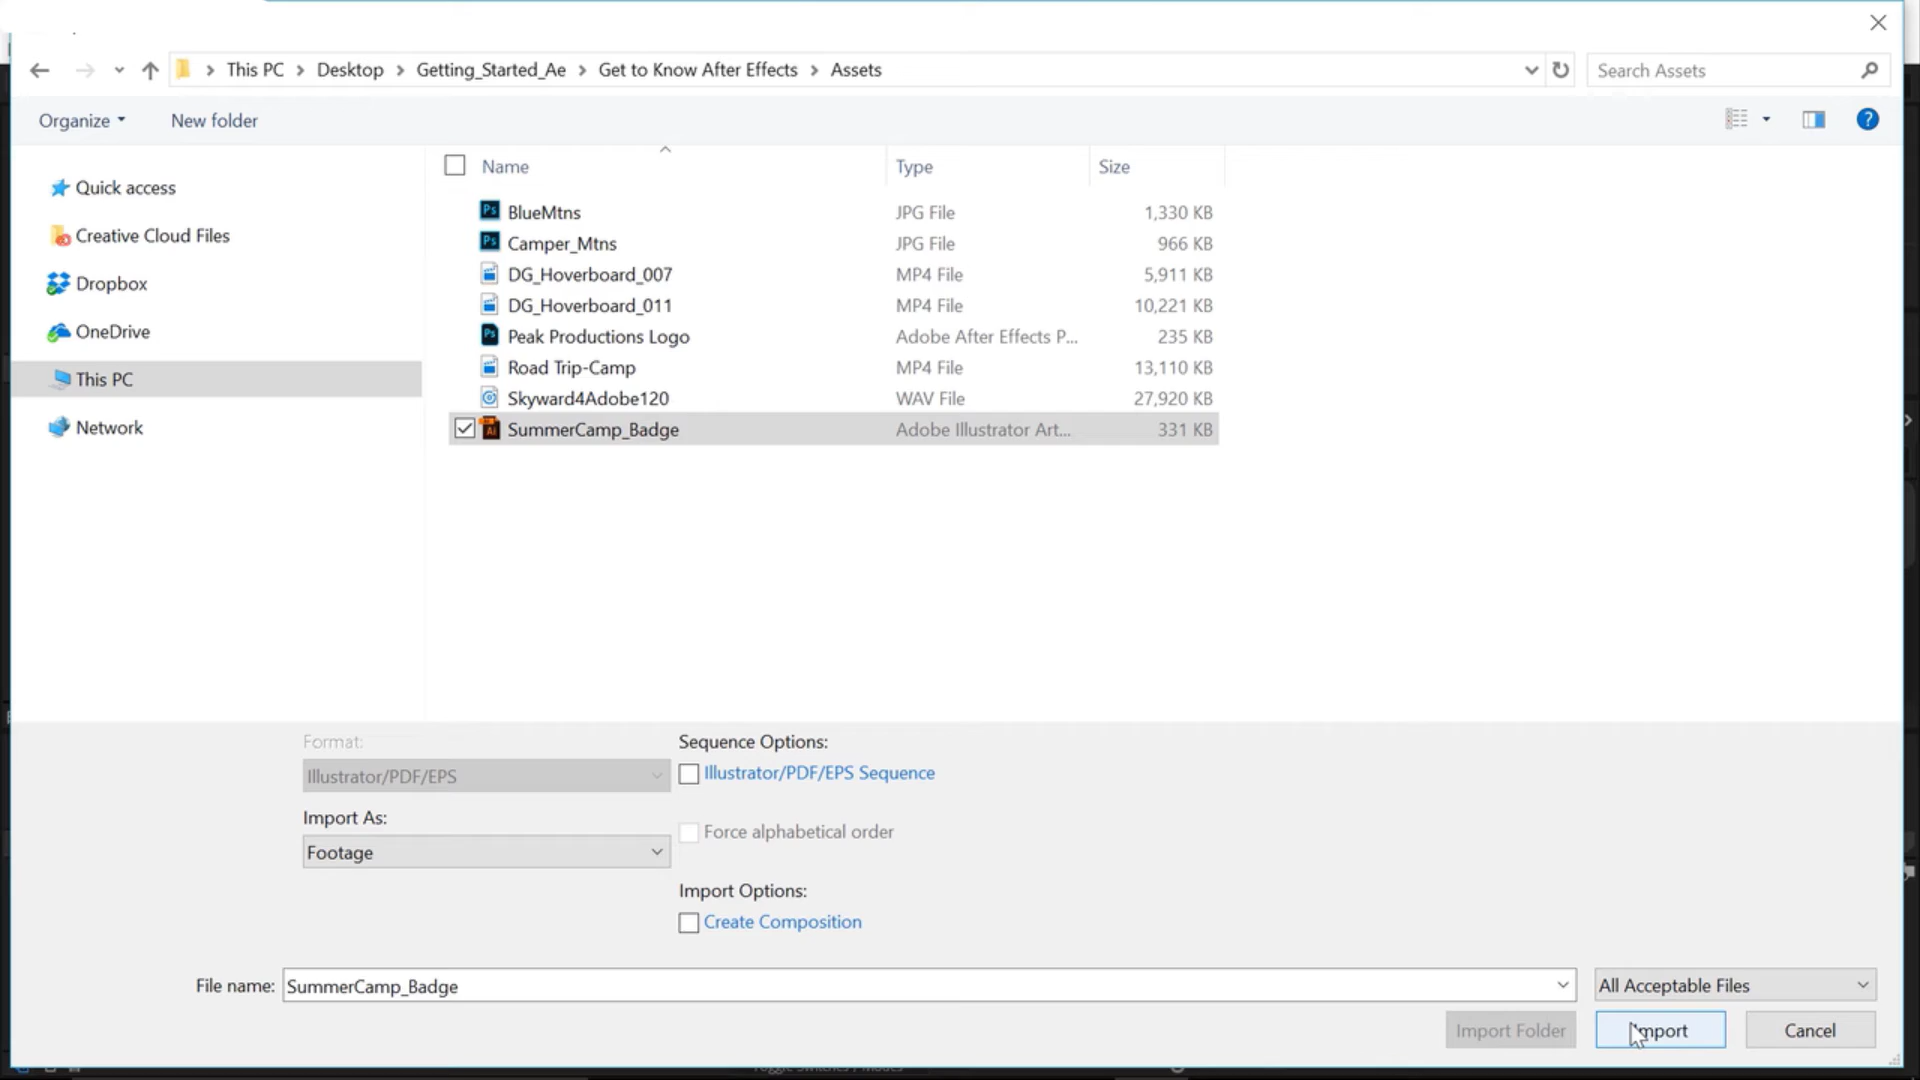 This PC > Desktop > Getting_Started_Ae > Get to Know After Effects > Assets
Search Assets
Organize
New folder
?
Quick access
Creative Cloud Files
Dropbox
OneDrive
This PC
Network
Name Type Size
BlueMtns JPG File 1,330 KB
Camper_Mtns JPG File 966 KB
DG_Hoverboard_007 MP4 File 5,911 KB
DG_Hoverboard_011 MP4 File 10,221 KB
Peak Productions Logo Adobe After Effects P... 235 KB
Road Trip-Camp MP4 File 13,110 KB
Skyward4Adobe120 WAV File 27,920 KB
SummerCamp_Badge Adobe Illustrator Art... 331 KB
Format:
Illustrator/PDF/EPS
Import As:
Footage
Sequence Options:
Illustrator/PDF/EPS Sequence
Force alphabetical order
Import Options:
Create Composition
File name: SummerCamp_Badge
All Acceptable Files
Import Folder
Import
Cancel